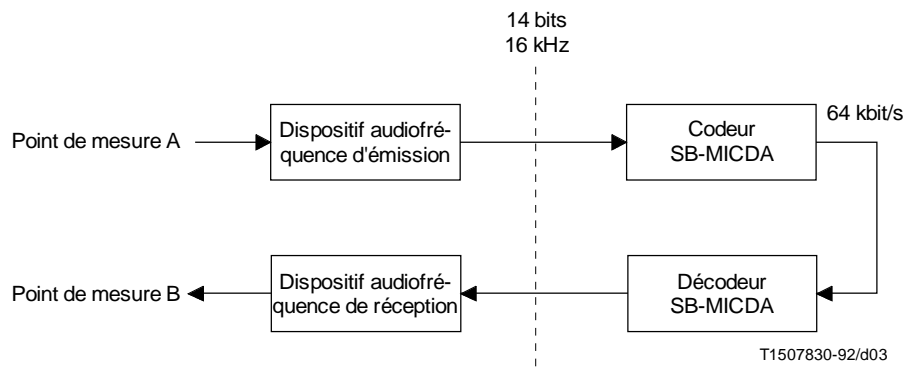 14 bits
16 kHz
Point de mesure A
Dispositif audiofré-
quence d'émission
Codeur
SB-MICDA
64 kbit/s
Point de mesure B
Dispositif audiofré-
quence de réception
Décodeur
SB-MICDA
T1507830-92/d03